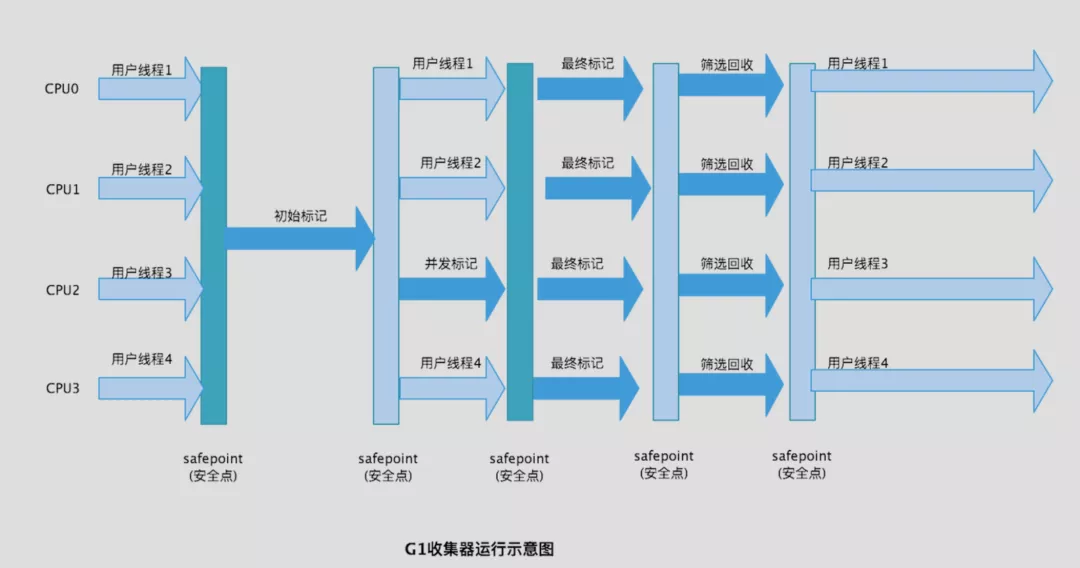 用户线程1
用户线程1
最终标记
筛选回收
用户线程1
CPU0
用户线程2
用户线程2
最终标记
筛选回收
用户线程2
CPU1
初始标记
用户线程3
并发标记
最终标记
筛选回收
用户线程3
CPU2
用户线程4
用户线程4
最终标记
筛选回收
用户线程4
CPU3
safepoint
(安全点)
safepoint
(安全点)
safepoint
(安全点)
safepoint
(安全点)
safepoint
(安全点)
G1收集器运行示意图